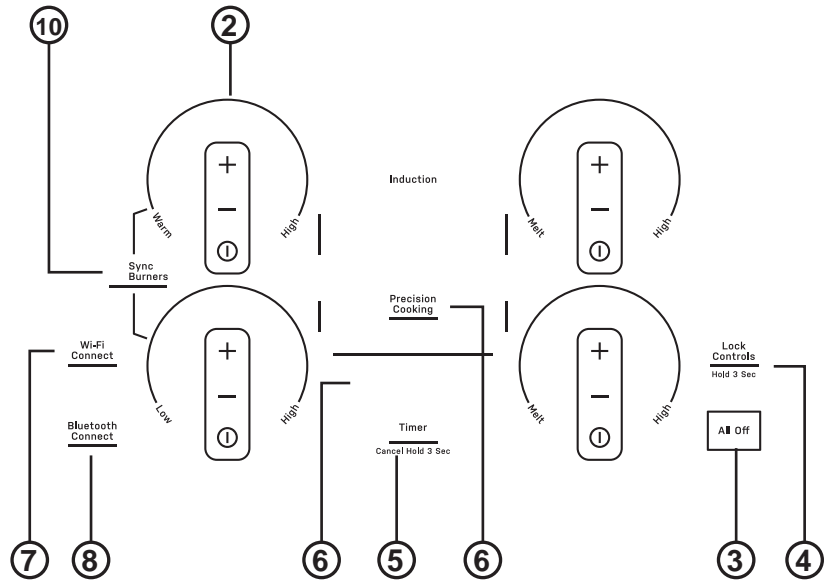 10
2
+
+
Induction
−
−
Warm
High
Melt
High
Sync
Burners
Precision
Cooking
Wi-Fi
Connect
+
+
Lock
Controls
Hold 3 Sec
−
−
Low
High
Melt
High
Bluetooth
Connect
Timer
Cancel Hold 3 Sec
All Off
7
8
6
5
6
3
4